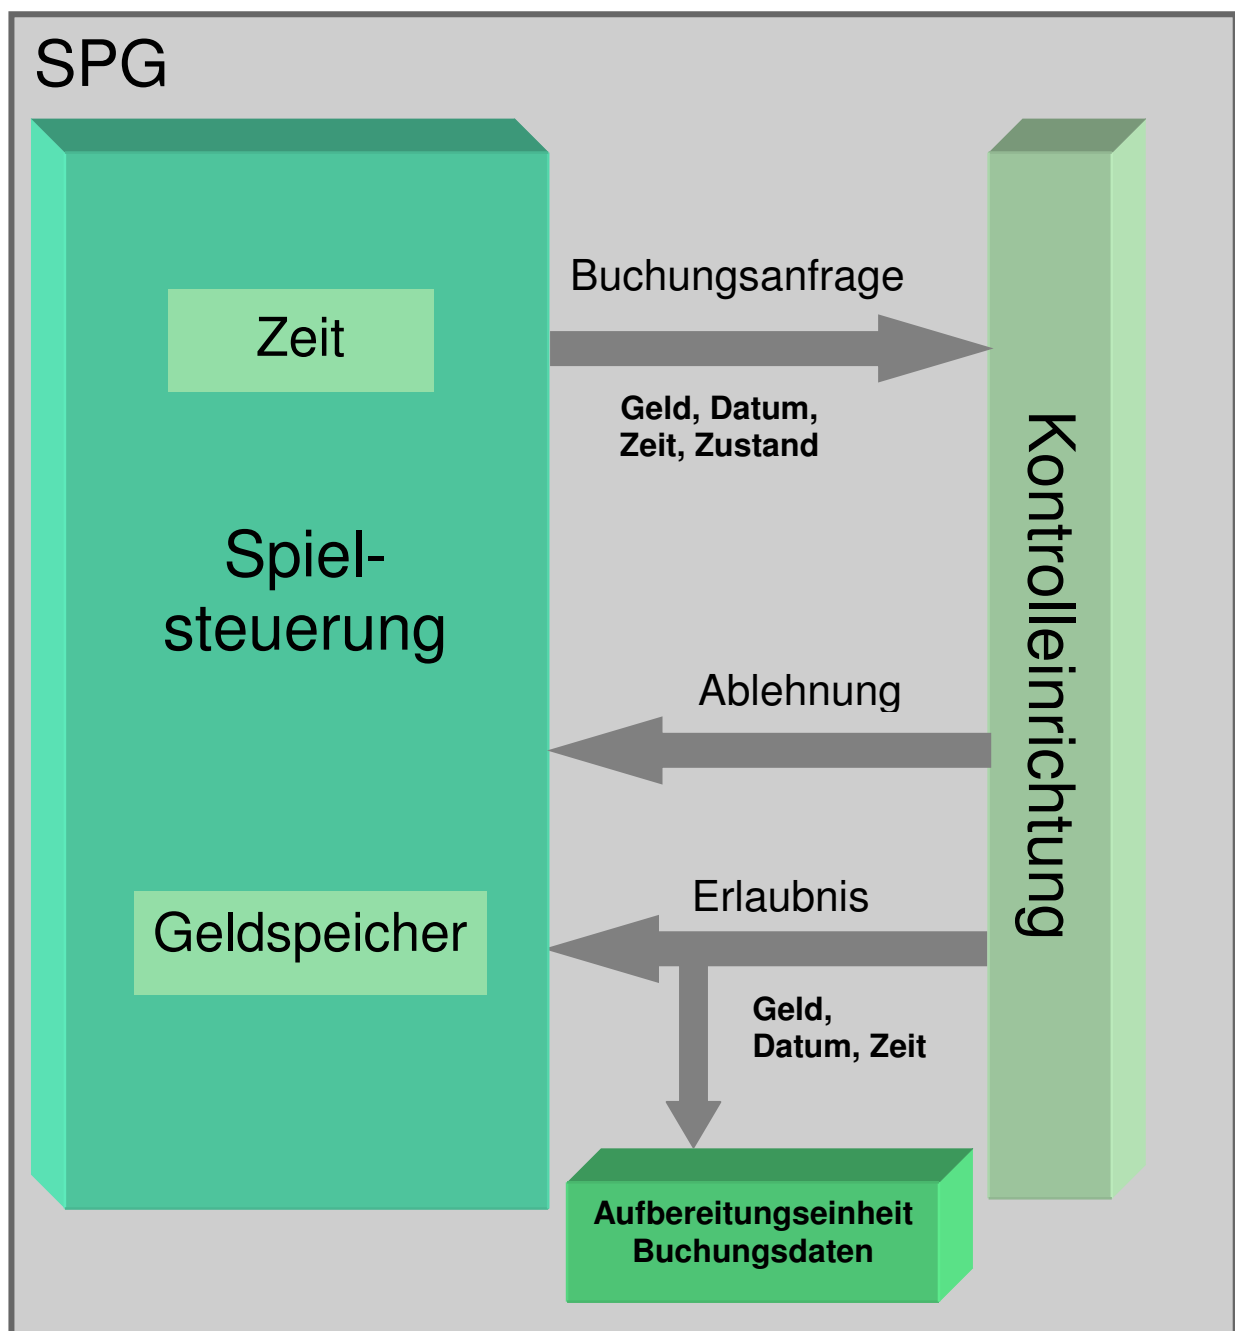 SPG
Buchungsanfrage
Zeit
Geld, Datum,
Zeit, Zustand
Spiel-
steuerung
Kontrolleinrichtung
Ablehnung
Erlaubnis
Geldspeicher
Geld,
Datum, Zeit
Aufbereitungseinheit
Buchungsdaten